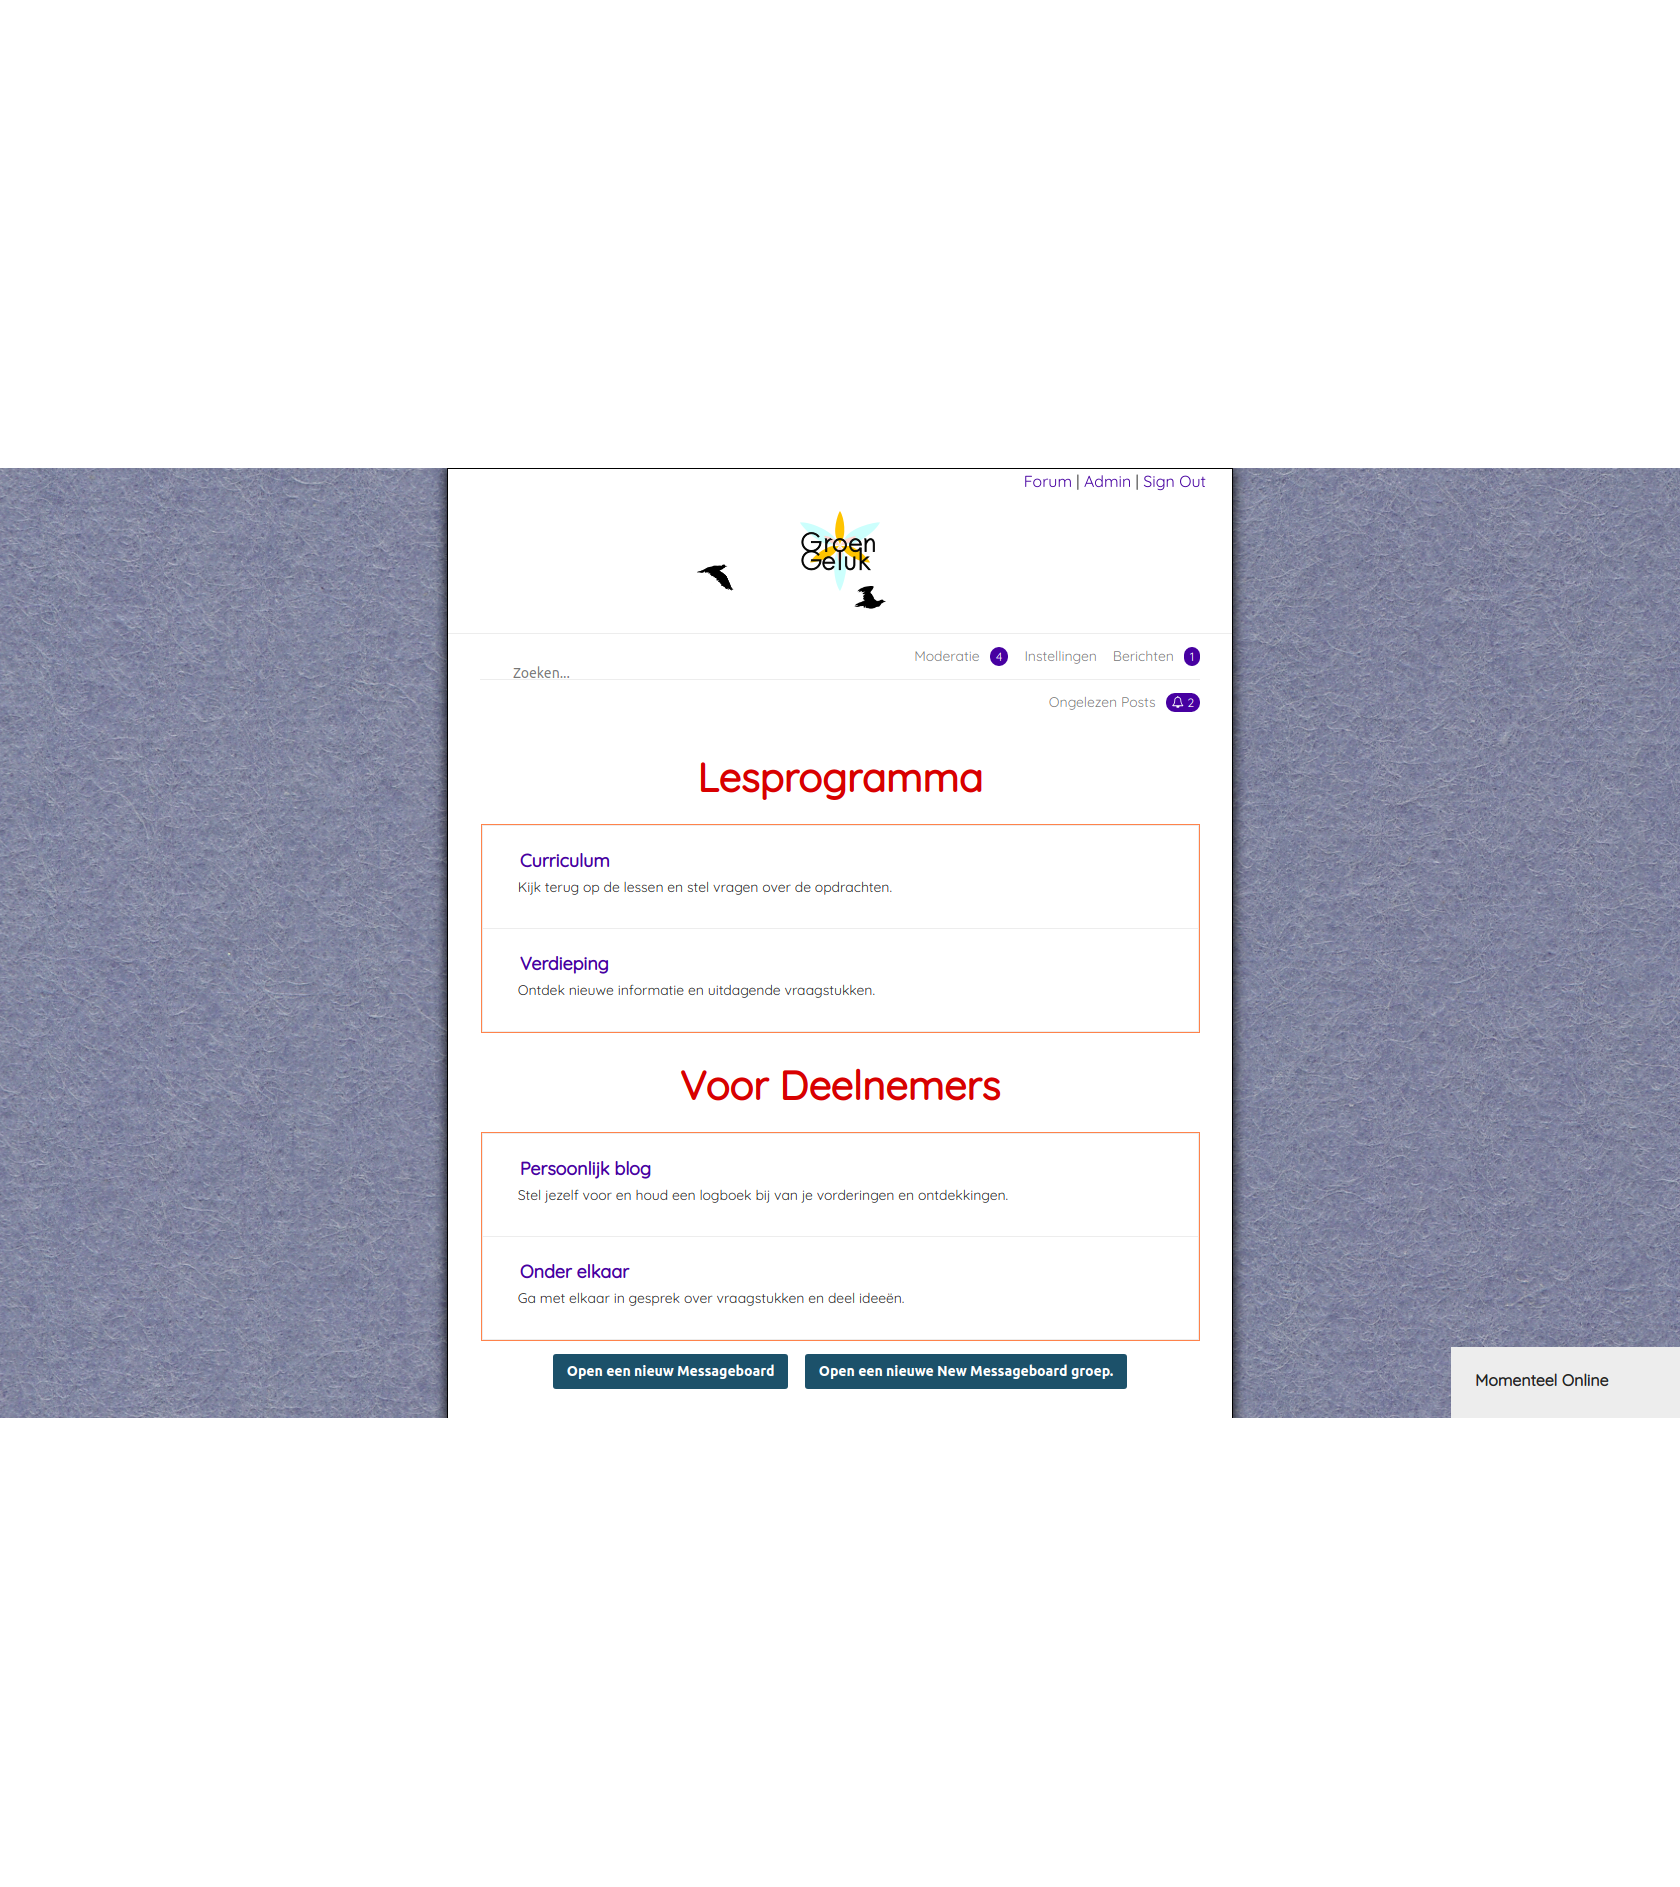 Forum | Admin | Sign Out
Groen
Geluk
Moderatie 4 Instellingen Berichten 1
Zoeken...
Ongelezen Posts 2
Lesprogramma
Curriculum
Kijk terug op de lessen en stel vragen over de opdrachten.
Verdieping
Ontdek nieuwe informatie en uitdagende vraagstukken.
Voor Deelnemers
Persoonlijk blog
Stel jezelf voor en houd een logboek bij van je vorderingen en ontdekkingen.
Onder elkaar
Ga met elkaar in gesprek over vraagstukken en deel ideeën.
Open een nieuw Messageboard Open een nieuwe New Messageboard groep.
Momenteel Online